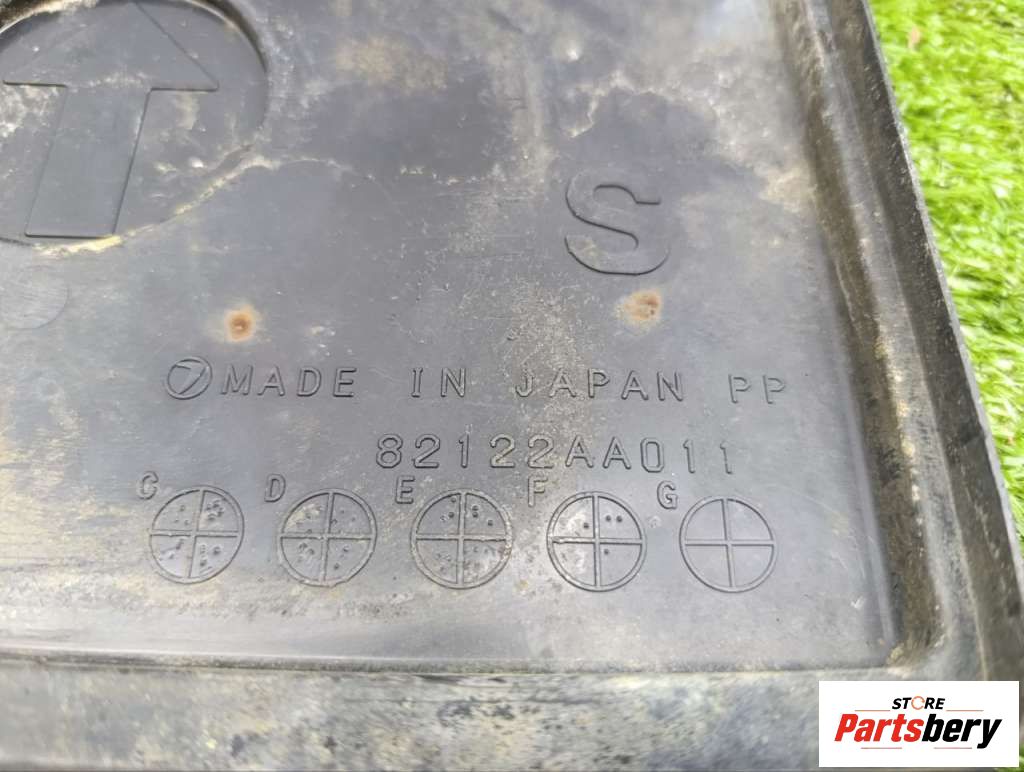 S
MADE IN JAPAN PP
82122AA011
C D E F G
STORE
Partsbery